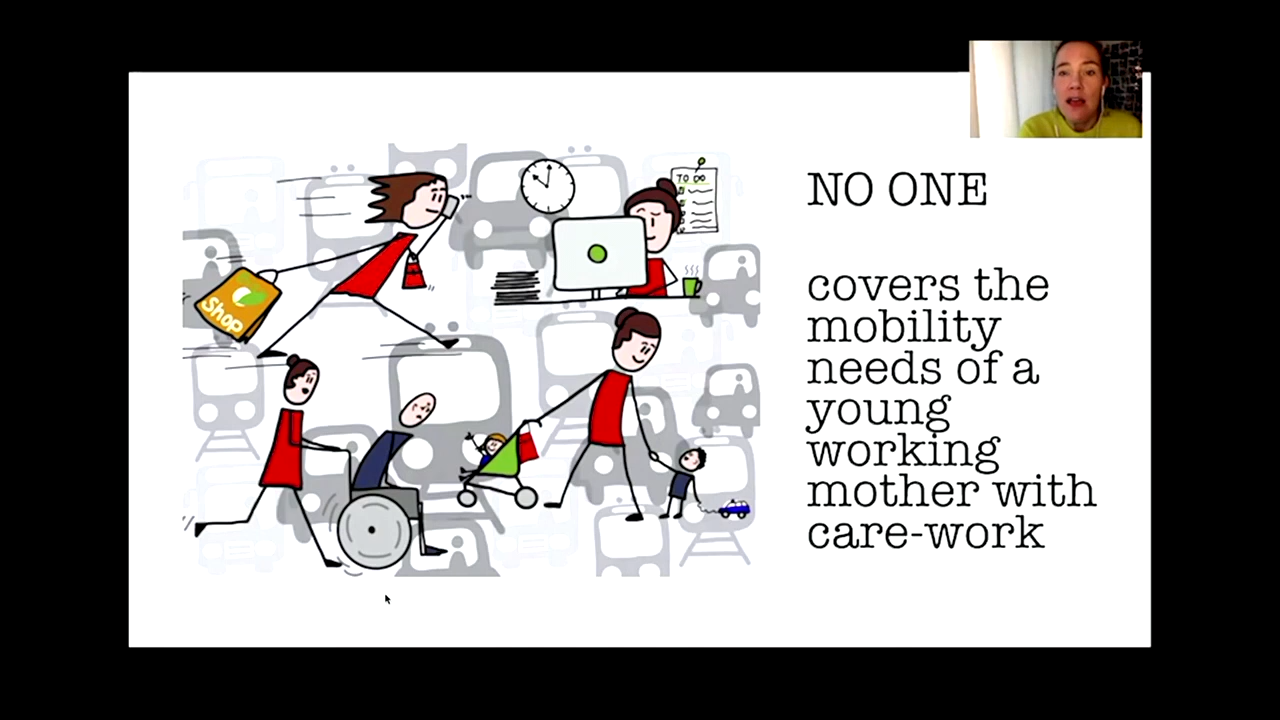 NO ONE
covers the
mobility
needs of a
young
working
mother with
care-work
TO DO
Shop